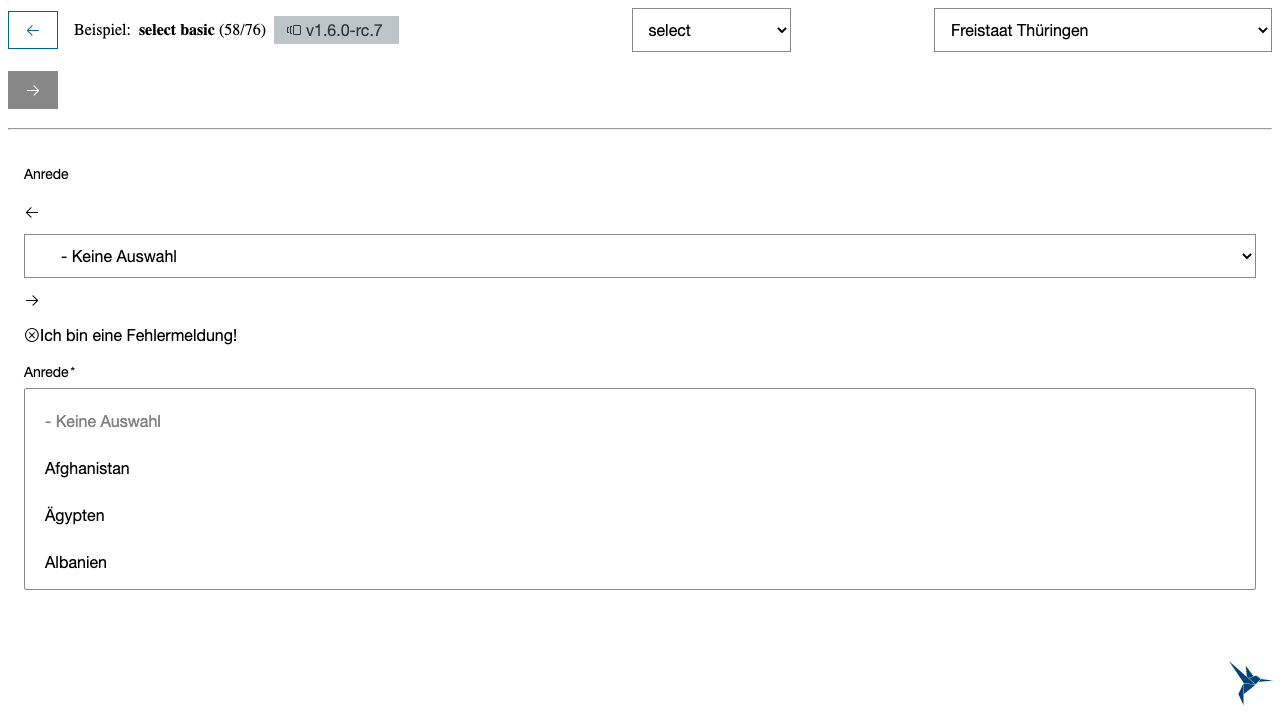 Beispiel: select basic (58/76) v1.6.0-rc.7 select Freistaat Thüringen
Anrede
- Keine Auswahl
Ich bin eine Fehlermeldung!
Anrede*
- Keine Auswahl
Afghanistan
Ägypten
Albanien